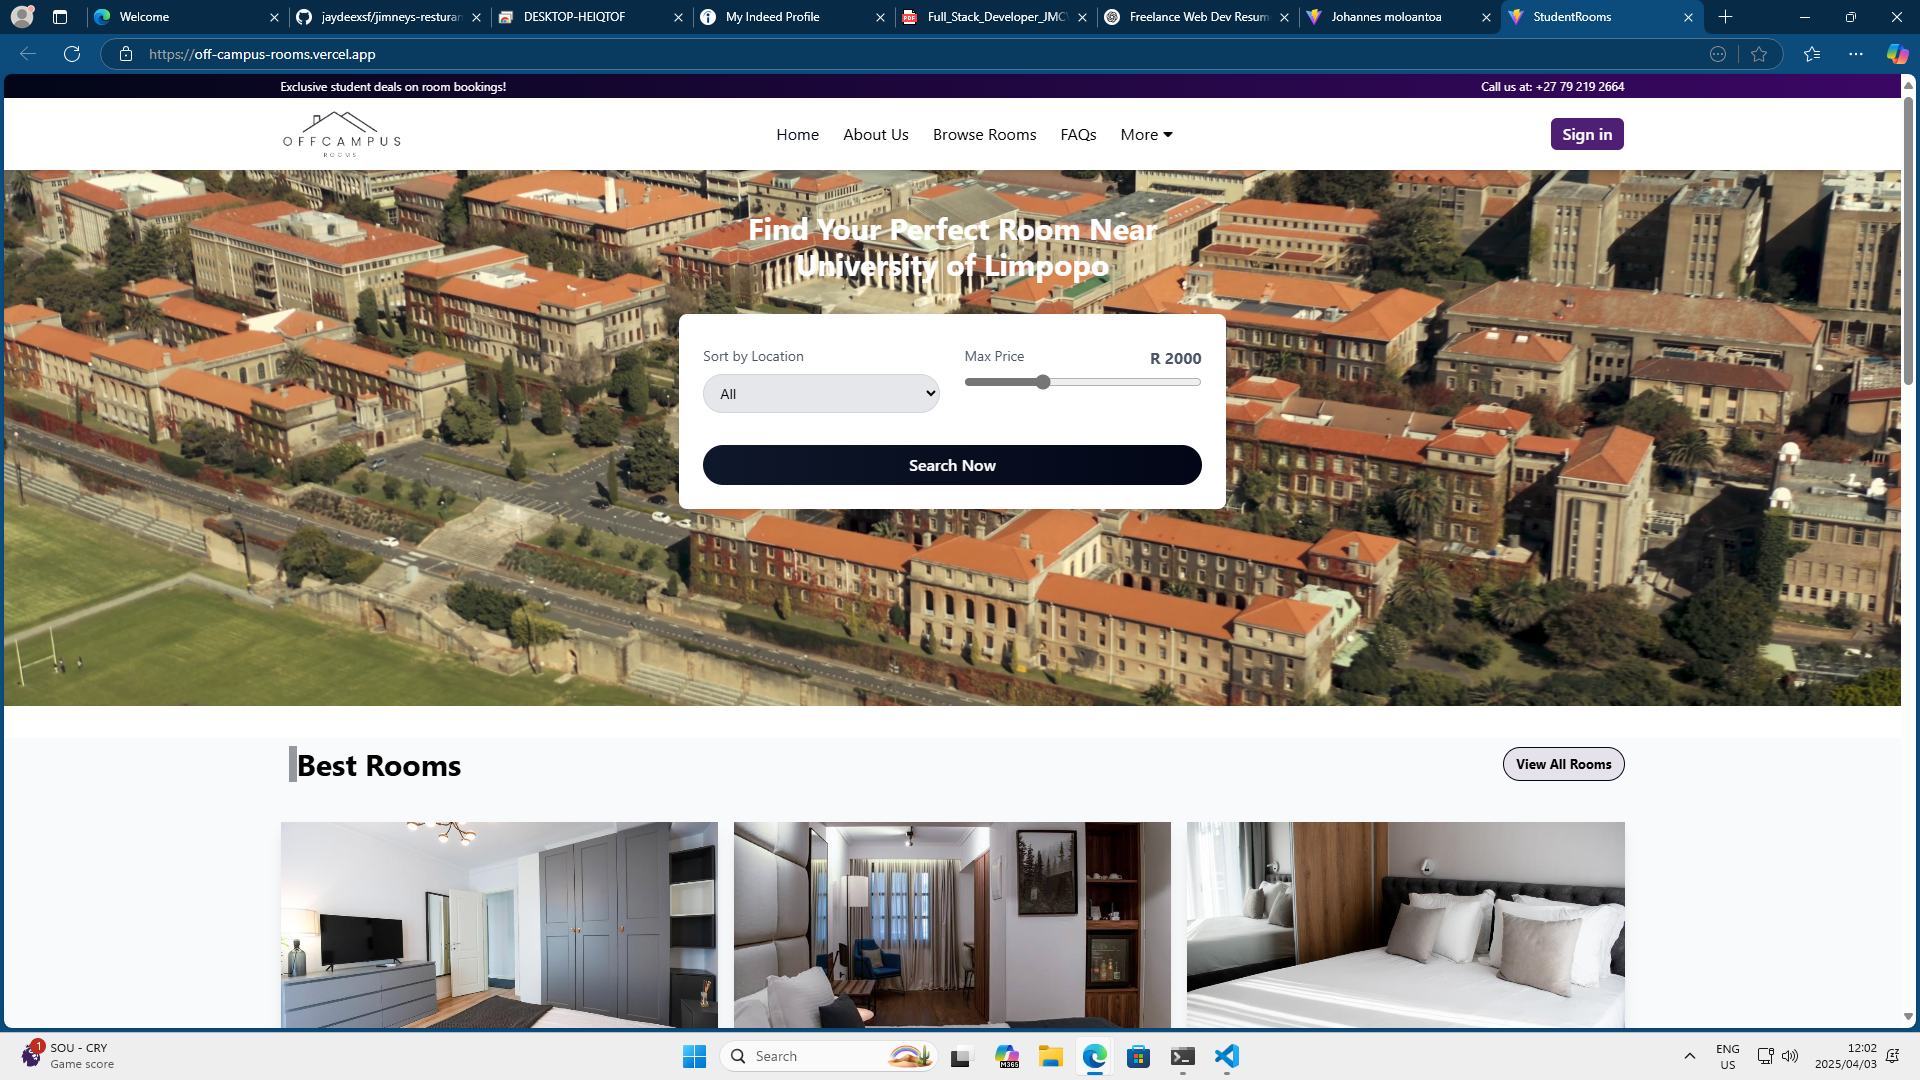 Welcome
jaydeexsf/jimneys-resturan
DESKTOP-HEIQTOF
My Indeed Profile
Full_Stack_Developer_JMCV
Freelance Web Dev Resum
Johannes moloantoa
StudentRooms
https://off-campus-rooms.vercel.app
Exclusive student deals on room bookings!
Call us at: +27 79 219 2664
OFFCAMPUS
ROOMS
Home
About Us
Browse Rooms
FAQs
More
Sign in
Find Your Perfect Room Near
University of Limpopo
Sort by Location
Max Price
R 2000
All
Search Now
Best Rooms
View All Rooms
1
SOU - CRY
Game score
Search
M365
ENG
US
12:02
2025/04/03